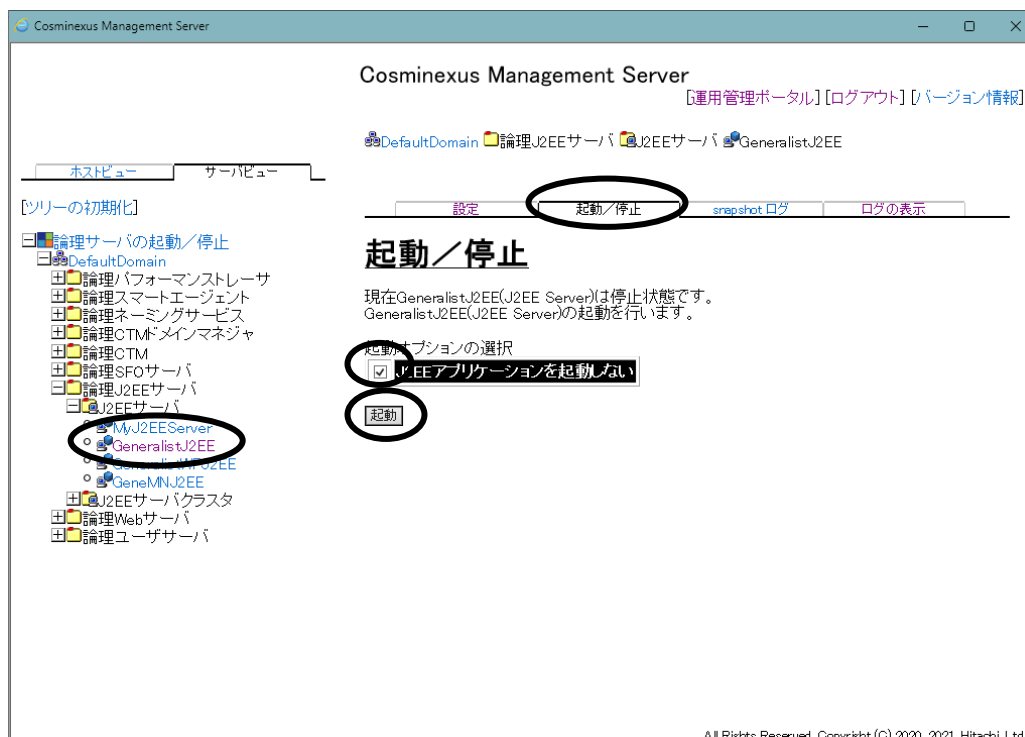 Cosminexus Management Server
Cosminexus Management Server
[運用管理ポータル] [ログアウト] [バージョン情報]
DefaultDomain 論理J2EEサーバ J2EEサーバ GeneralistJ2EE
ホストビュー サーバビュー
[ツリーの初期化]
設定 起動／停止 snapshot ログ ログの表示
論理サーバの起動／停止
DefaultDomain
論理パフォーマンストレーサ
論理スマートエージェント
論理ネーミングサービス
論理CTMドメインマネジャ
論理CTM
論理SFOサーバ
論理J2EEサーバ
J2EEサーバ
MyJ2EEServer
GeneralistJ2EE
GeneralistWFJ2EE
GeneMNJ2EE
J2EEサーバクラスタ
論理Webサーバ
論理ユーザサーバ
起動／停止
現在GeneralistJ2EE(J2EE Server)は停止状態です。
GeneralistJ2EE(J2EE Server)の起動を行います。
起動オプションの選択
J2EEアプリケーションを起動しない
起動
All Rights Reserved. Copyright (C) 2020, 2021, Hitachi, Ltd